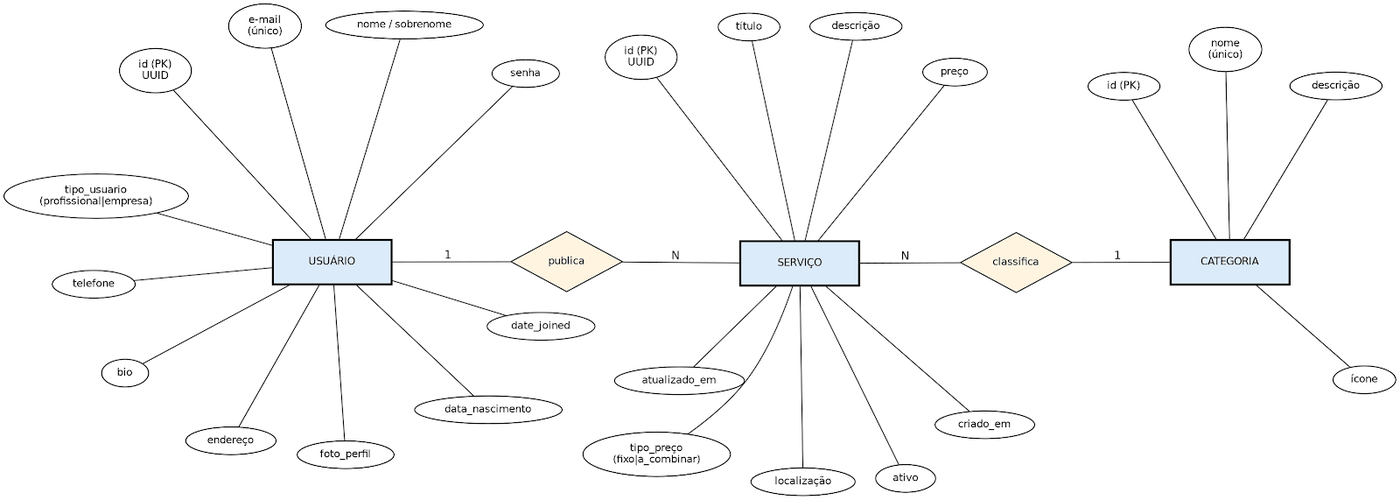 e-mail
(único)
nome / sobrenome
id (PK)
UUID
senha
tipo_usuario
(profissional|empresa)
USUÁRIO
telefone
date_joined
bio
data_nascimento
endereço
foto_perfil
1
publica
N
título
descrição
id (PK)
UUID
preço
SERVIÇO
atualizado_em
criado_em
tipo_preço
(fixo|a_combinar)
localização
ativo
N
classifica
1
nome
(único)
id (PK)
descrição
CATEGORIA
ícone